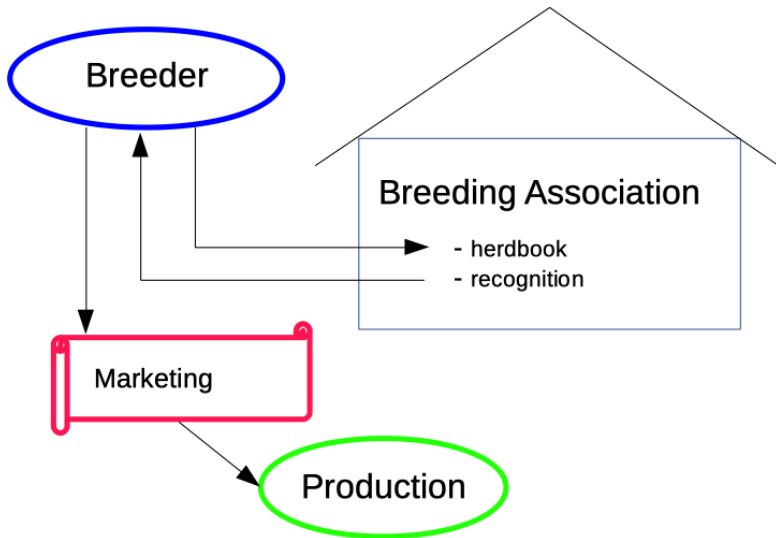 Breeder
Breeding Association
- herdbook
- recognition
Marketing
Production